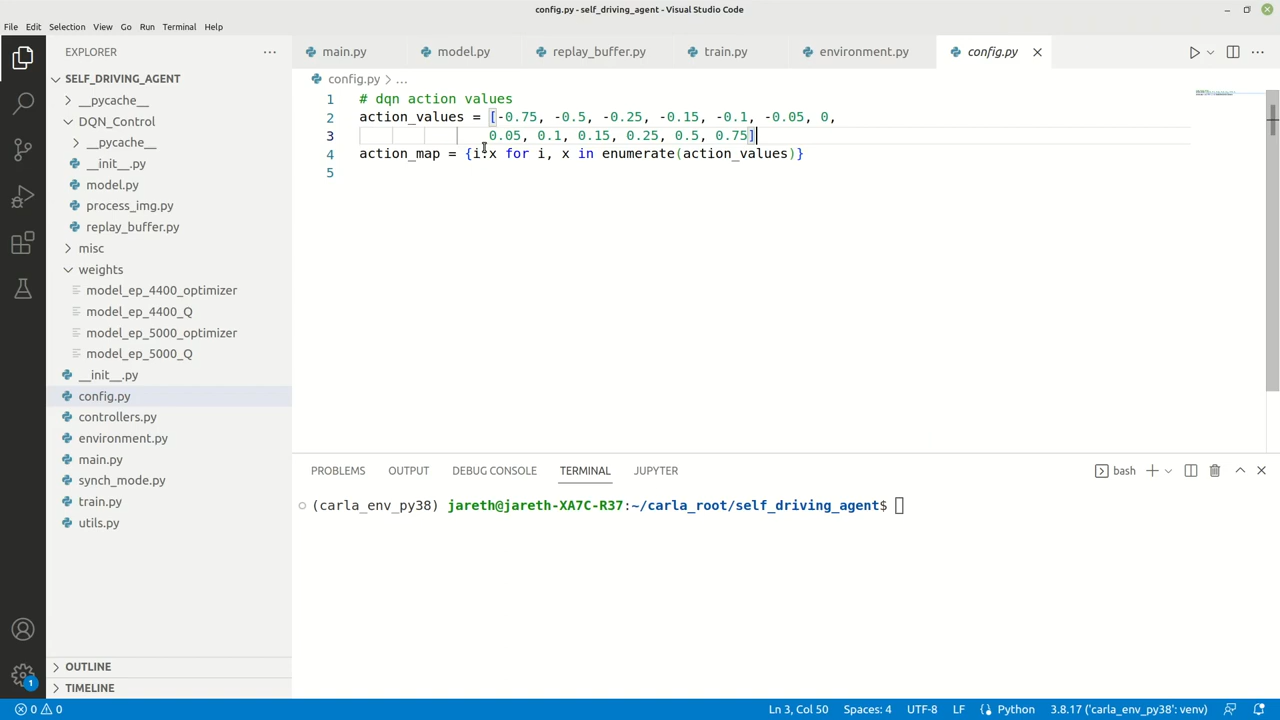 config.py - self_driving_agent - Visual Studio Code
File Edit Selection View Go Run Terminal Help
EXPLORER
SELF_DRIVING_AGENT
__pycache__
DQN_Control
__pycache__
__init__.py
model.py
process_img.py
replay_buffer.py
misc
weights
model_ep_4400_optimizer
model_ep_4400_Q
model_ep_5000_optimizer
model_ep_5000_Q
__init__.py
config.py
controllers.py
environment.py
main.py
synch_mode.py
train.py
utils.py
OUTLINE
TIMELINE
main.py model.py replay_buffer.py train.py environment.py config.py
config.py > ...
1 # dqn action values
2 action_values = [-0.75, -0.5, -0.25, -0.15, -0.1, -0.05, 0,
3 0.05, 0.1, 0.15, 0.25, 0.5, 0.75]
4 action_map = {i:x for i, x in enumerate(action_values)}
5
PROBLEMS OUTPUT DEBUG CONSOLE TERMINAL JUPYTER
bash
(carla_env_py38) jareth@jareth-XA7C-R37:~/carla_root/self_driving_agent$
1
0 0 Ln 3, Col 50 Spaces: 4 UTF-8 LF Python 3.8.17 ('carla_env_py38': venv)